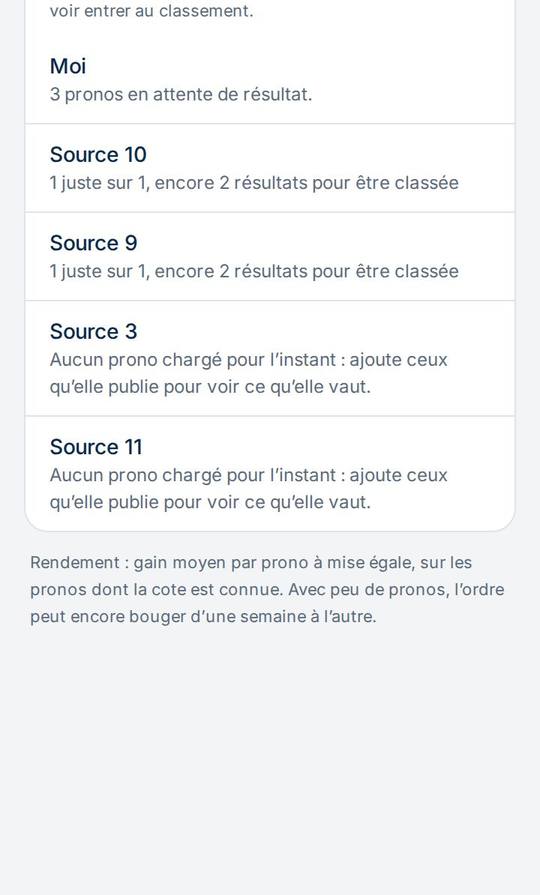 voir entrer au classement.
Moi
3 pronos en attente de résultat.
Source 10
1 juste sur 1, encore 2 résultats pour être classée
Source 9
1 juste sur 1, encore 2 résultats pour être classée
Source 3
Aucun prono chargé pour l’instant : ajoute ceux
qu’elle publie pour voir ce qu’elle vaut.
Source 11
Aucun prono chargé pour l’instant : ajoute ceux
qu’elle publie pour voir ce qu’elle vaut.
Rendement : gain moyen par prono à mise égale, sur les
pronos dont la cote est connue. Avec peu de pronos, l’ordre
peut encore bouger d’une semaine à l’autre.